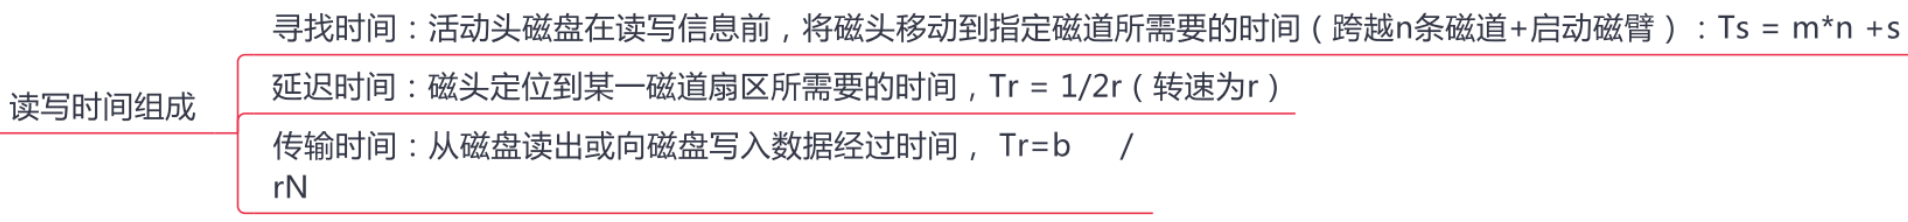 寻找时间：活动头磁盘在读写信息前，将磁头移动到指定磁道所需要的时间（跨越n条磁道+启动磁臂）：Ts = m*n +s
延迟时间：磁头定位到某一磁道扇区所需要的时间，Tr = 1/2r（转速为r）
读写时间组成
传输时间：从磁盘读出或向磁盘写入数据经过时间， Tr=b /
rN